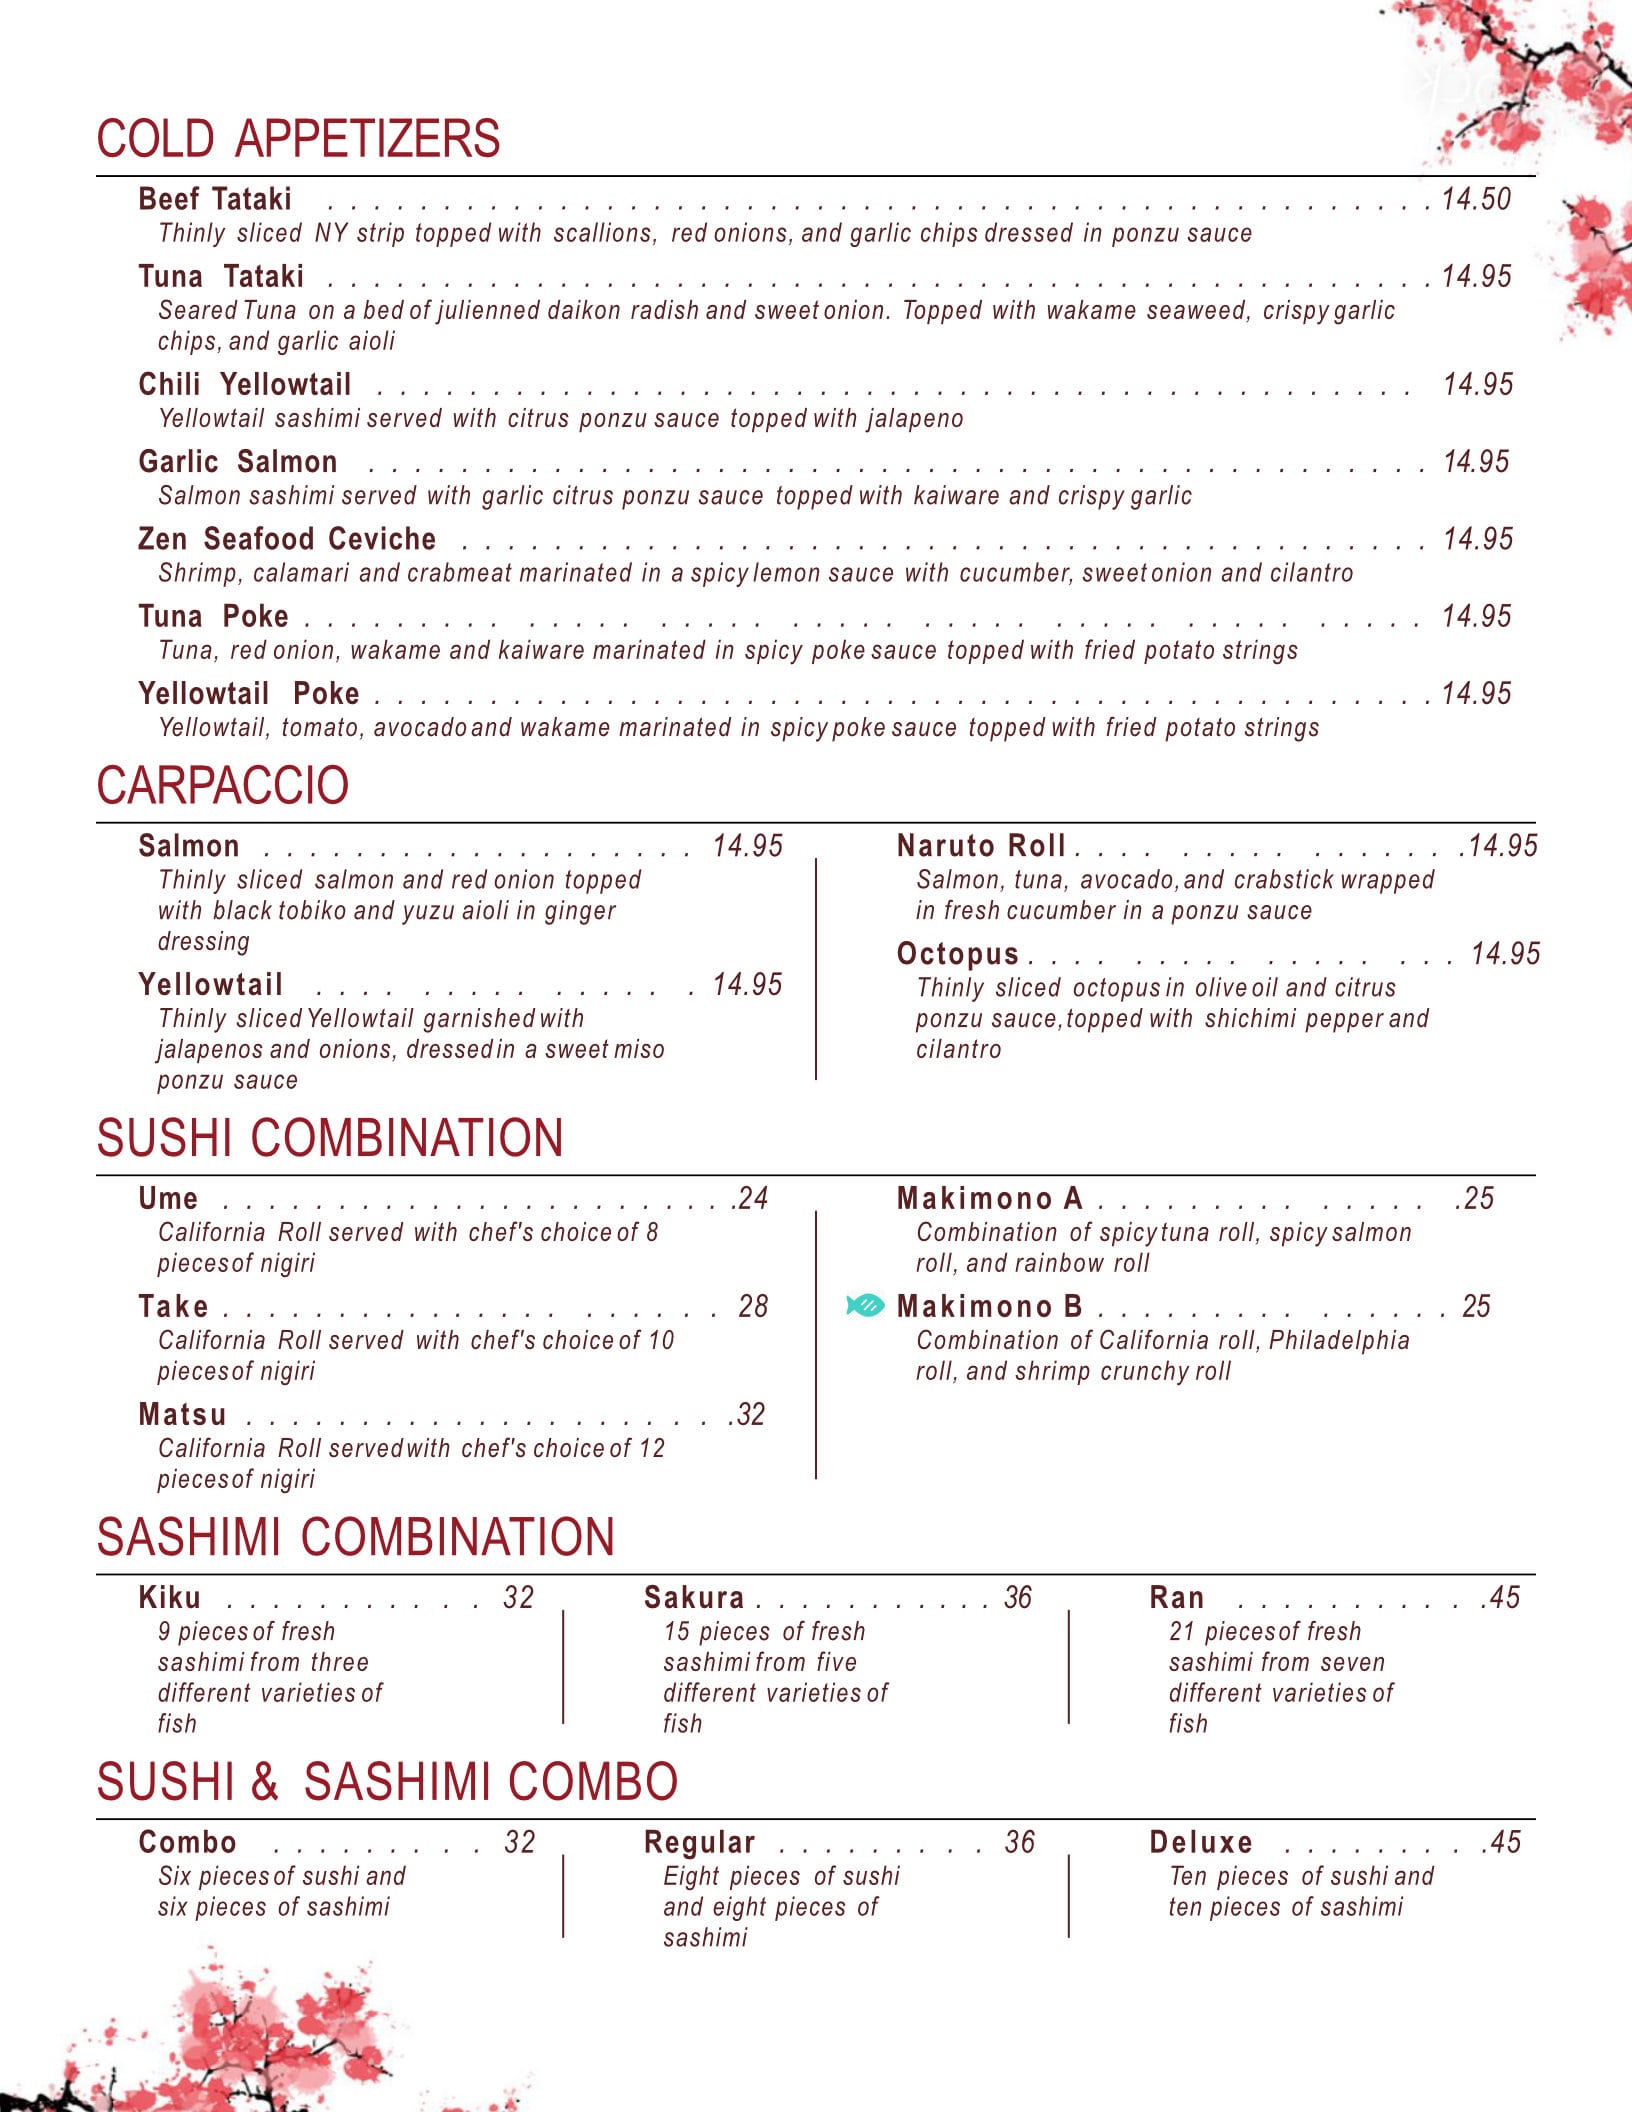 COLD APPETIZERS
Beef Tataki . . . . . . . . . . . . . . . . . . . . . . . . . . . . . . . . . . . . . . . . . . . . . . . . 14.50
Thinly sliced NY strip topped with scallions, red onions, and garlic chips dressed in ponzu sauce
Tuna Tataki . . . . . . . . . . . . . . . . . . . . . . . . . . . . . . . . . . . . . . . . . . . . . . . . 14.95
Seared Tuna on a bed of julienned daikon radish and sweet onion. Topped with wakame seaweed, crispy garlic
chips, and garlic aioli
Chili Yellowtail . . . . . . . . . . . . . . . . . . . . . . . . . . . . . . . . . . . . . . . . . . . . . 14.95
Yellowtail sashimi served with citrus ponzu sauce topped with jalapeno
Garlic Salmon . . . . . . . . . . . . . . . . . . . . . . . . . . . . . . . . . . . . . . . . . . . . . . 14.95
Salmon sashimi served with garlic citrus ponzu sauce topped with kaiware and crispy garlic
Zen Seafood Ceviche . . . . . . . . . . . . . . . . . . . . . . . . . . . . . . . . . . . . . . . . . . 14.95
Shrimp, calamari and crabmeat marinated in a spicy lemon sauce with cucumber, sweet onion and cilantro
Tuna Poke . . . . . . . . . . . . . . . . . . . . . . . . . . . . . . . . . . . . . . . . . . . . 14.95
Tuna, red onion, wakame and kaiware marinated in spicy poke sauce topped with fried potato strings
Yellowtail Poke . . . . . . . . . . . . . . . . . . . . . . . . . . . . . . . . . . . . . . . . . . . . . . 14.95
Yellowtail, tomato, avocado and wakame marinated in spicy poke sauce topped with fried potato strings
CARPACCIO
Salmon . . . . . . . . . . . . . . . . . . . 14.95
Thinly sliced salmon and red onion topped
with black tobiko and yuzu aioli in ginger
dressing
Yellowtail . . . . . . . . . . . . . . . 14.95
Thinly sliced Yellowtail garnished with
jalapenos and onions, dressed in a sweet miso
ponzu sauce
Naruto Roll . . . . . . . . . . . . . . . .14.95
Salmon, tuna, avocado, and crabstick wrapped
in fresh cucumber in a ponzu sauce
Octopus . . . . . . . . . . . . . . . . . 14.95
Thinly sliced octopus in olive oil and citrus
ponzu sauce, topped with shichimi pepper and
cilantro
SUSHI COMBINATION
Ume . . . . . . . . . . . . . . . . . . . . . . .24
California Roll served with chef's choice of 8
pieces of nigiri
Take . . . . . . . . . . . . . . . . . . . . . 28
California Roll served with chef's choice of 10
pieces of nigiri
Matsu . . . . . . . . . . . . . . . . . . . . . .32
California Roll served with chef's choice of 12
pieces of nigiri
Makimono A . . . . . . . . . . . . . . .25
Combination of spicy tuna roll, spicy salmon
roll, and rainbow roll
Makimono B . . . . . . . . . . . . . . . 25
Combination of California roll, Philadelphia
roll, and shrimp crunchy roll
SASHIMI COMBINATION
Kiku . . . . . . . . . . . . 32
9 pieces of fresh
sashimi from three
different varieties of
fish
Sakura . . . . . . . . . . . 36
15 pieces of fresh
sashimi from five
different varieties of
fish
Ran . . . . . . . . . . . .45
21 pieces of fresh
sashimi from seven
different varieties of
fish
SUSHI & SASHIMI COMBO
Combo . . . . . . . . . . 32
Six pieces of sushi and
six pieces of sashimi
Regular . . . . . . . . . 36
Eight pieces of sushi
and eight pieces of
sashimi
Deluxe . . . . . . . . . .45
Ten pieces of sushi and
ten pieces of sashimi